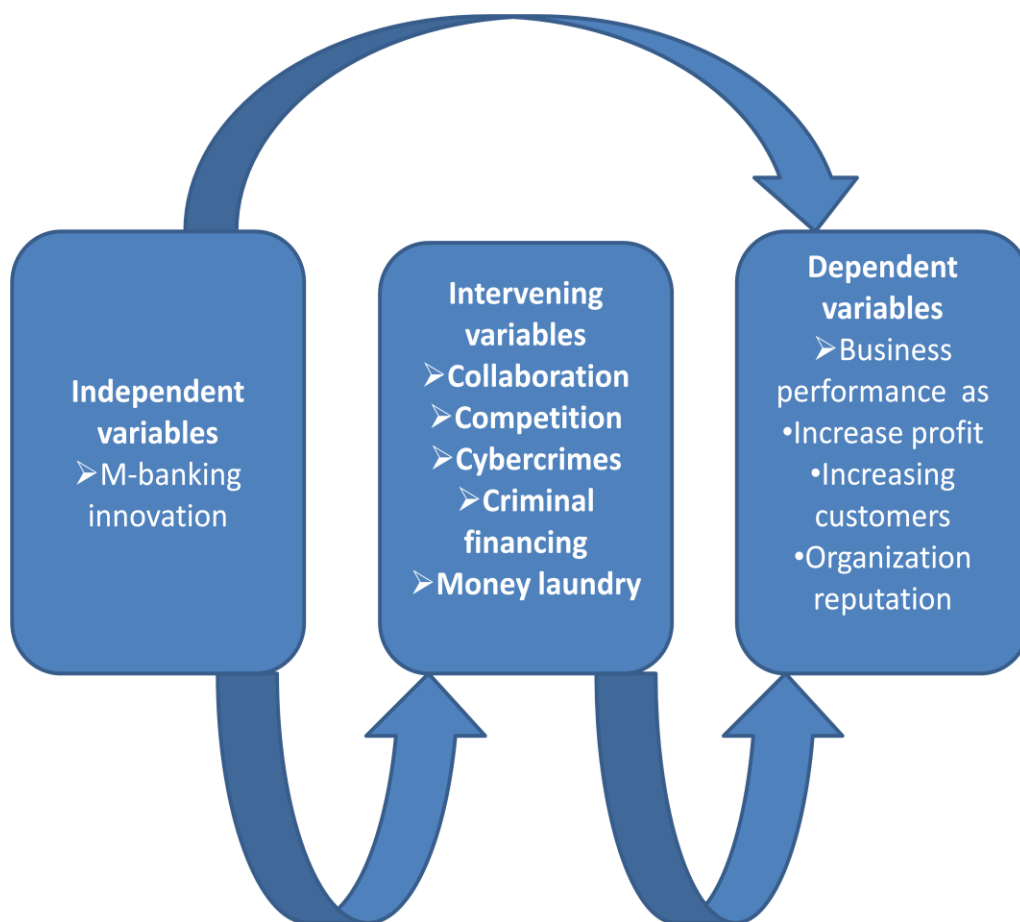 Independent
variables
➢M-banking
innovation
Intervening
variables
➢Collaboration
➢Competition
➢Cybercrimes
➢Criminal
financing
➢Money laundry
Dependent
variables
➢Business
performance as
•Increase profit
•Increasing
customers
•Organization
reputation